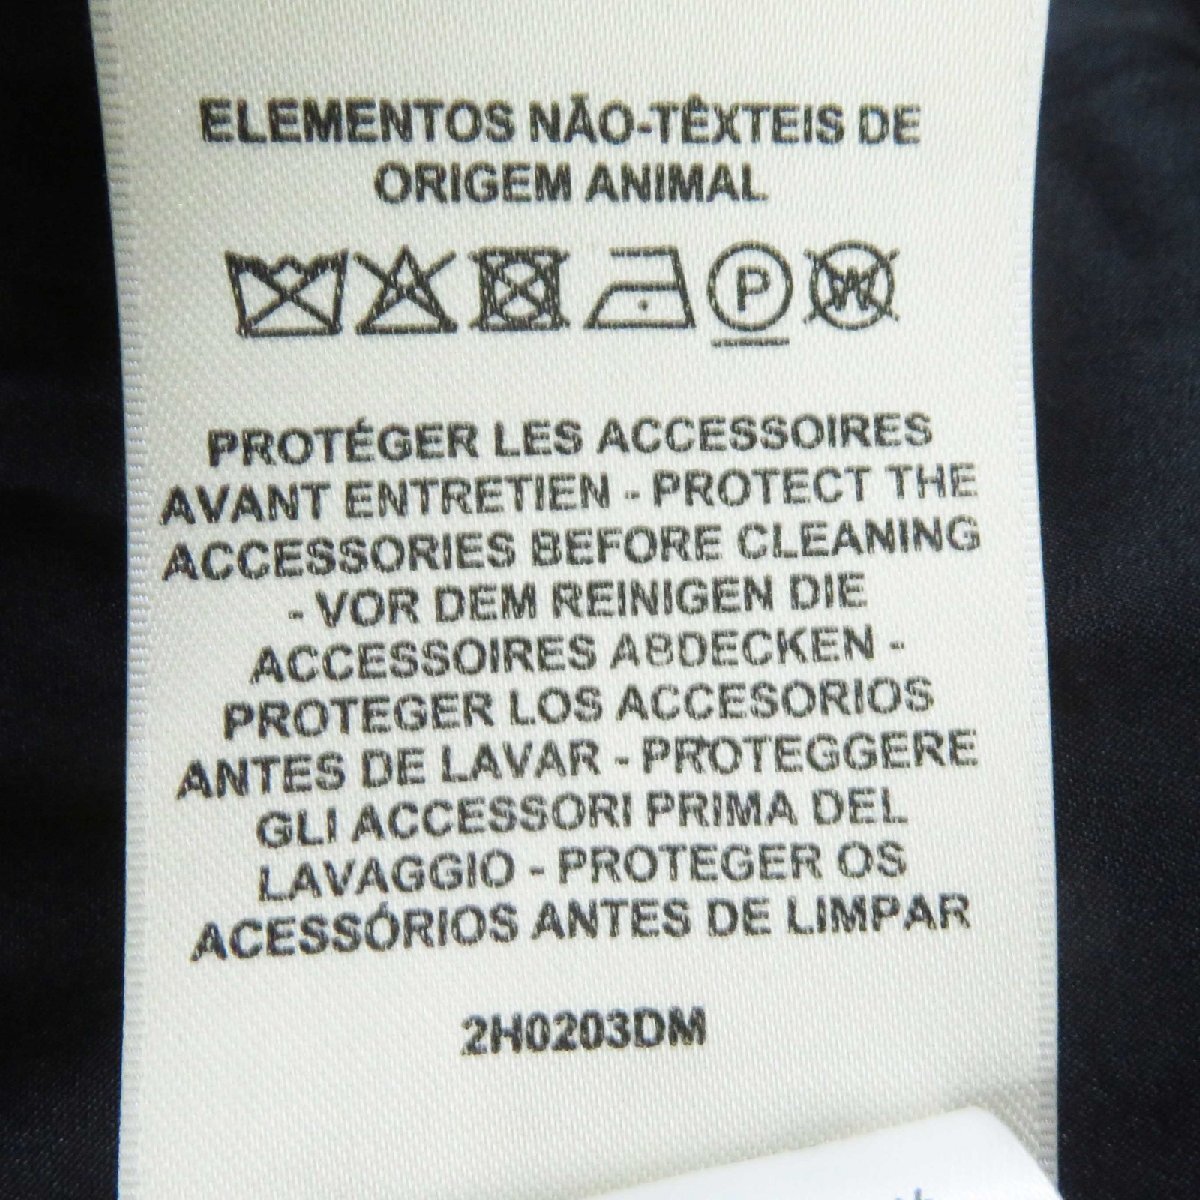 ELEMENTOS NÃO-TÊXTEIS DE
ORIGEM ANIMAL
P W
PROTÉGER LES ACCESSOIRES
AVANT ENTRETIEN - PROTECT THE
ACCESSORIES BEFORE CLEANING
- VOR DEM REINIGEN DIE
ACCESSOIRES ABDECKEN -
PROTEGER LOS ACCESORIOS
ANTES DE LAVAR - PROTEGGERE
GLI ACCESSORI PRIMA DEL
LAVAGGIO - PROTEGER OS
ACESSÓRIOS ANTES DE LIMPAR
2H0203DM